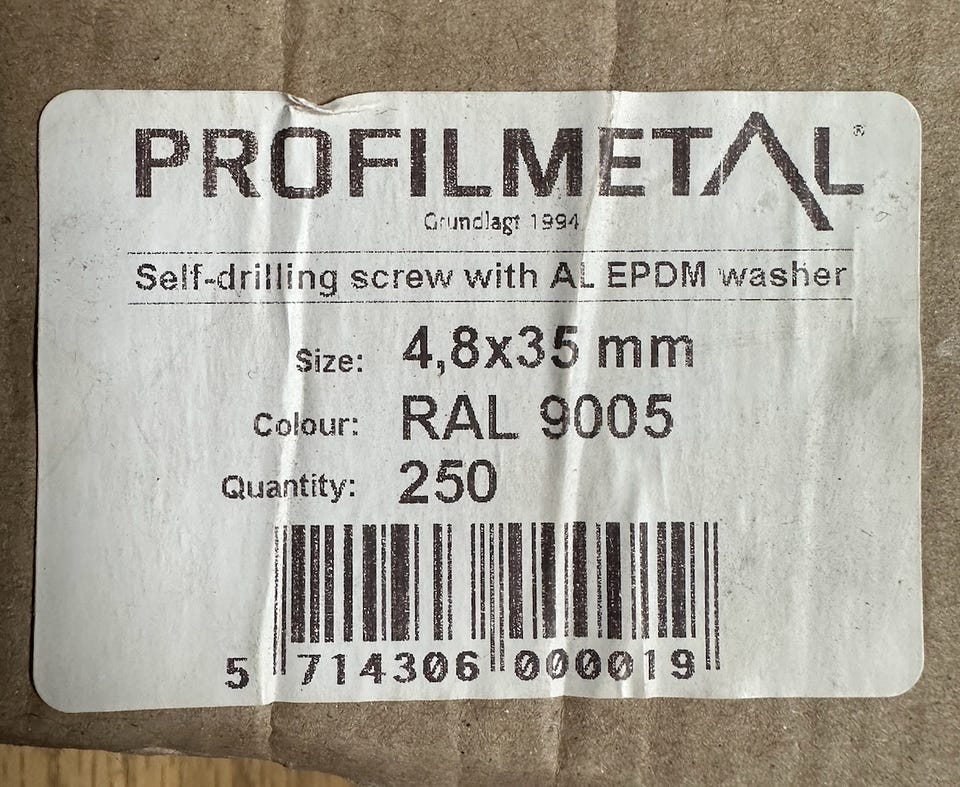 PROFILMETAL®
Grundlagt 1994
Self-drilling screw with AL EPDM washer
Size: 4,8x35 mm
Colour: RAL 9005
Quantity: 250
5 714306 000019